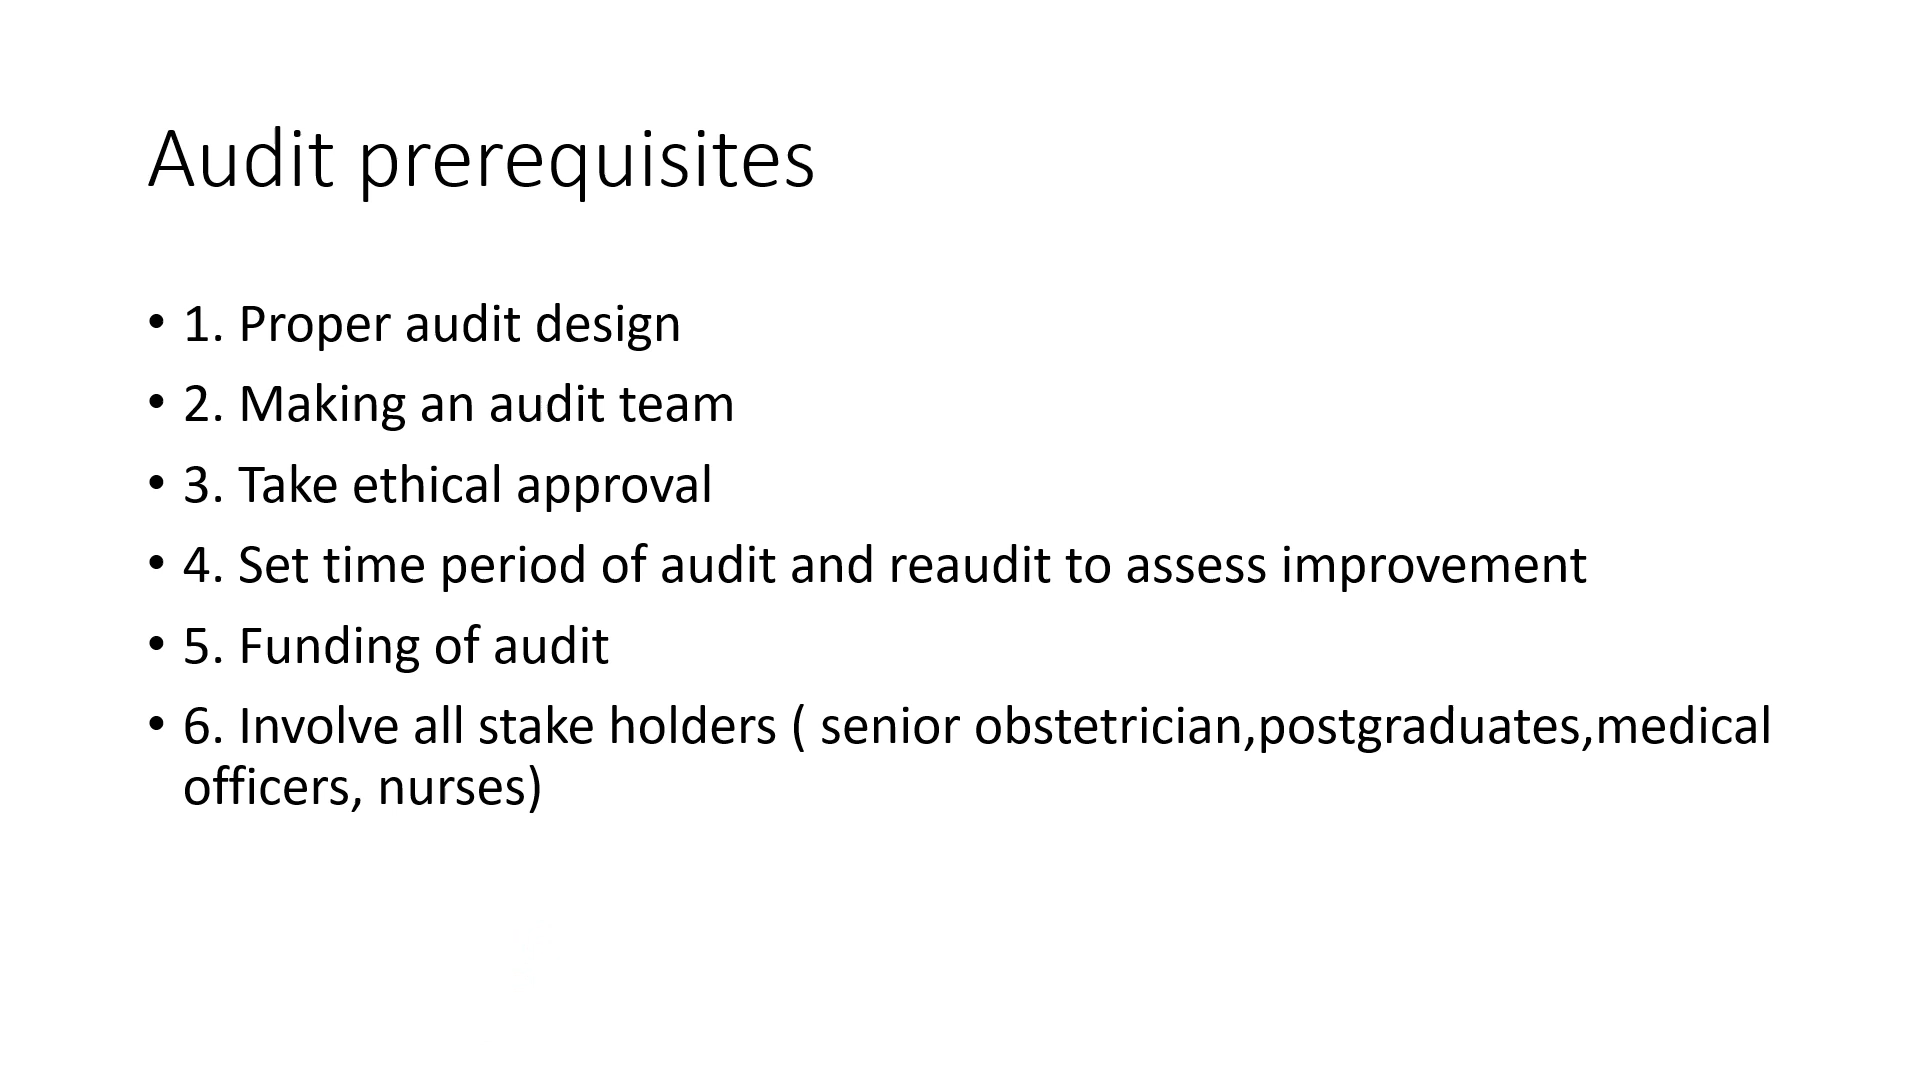 Audit prerequisites
• 1. Proper audit design
• 2. Making an audit team
• 3. Take ethical approval
• 4. Set time period of audit and reaudit to assess improvement
• 5. Funding of audit
• 6. Involve all stake holders ( senior obstetrician,postgraduates,medical
officers, nurses)